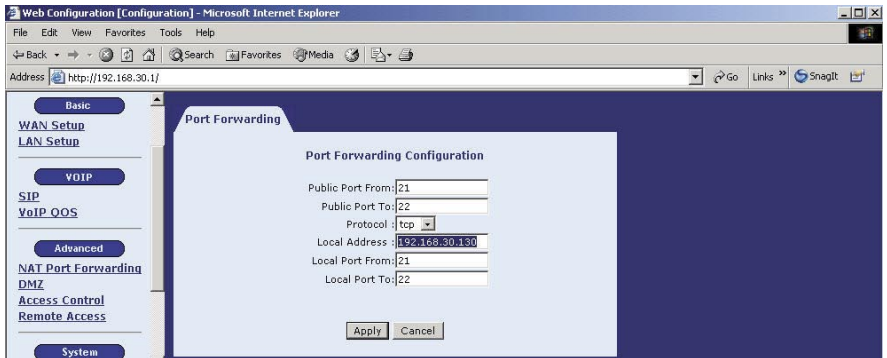 Web Configuration [Configuration] - Microsoft Internet Explorer
File Edit View Favorites Tools Help
Back Search Favorites Media
Address http://192.168.30.1/ Go Links » SnagIt
Basic
WAN Setup
LAN Setup
VOIP
SIP
VoIP QOS
Advanced
NAT Port Forwarding
DMZ
Access Control
Remote Access
System
Port Forwarding
Port Forwarding Configuration
Public Port From: 21
Public Port To: 22
Protocol : tcp
Local Address : 192.168.30.130
Local Port From: 21
Local Port To: 22
Apply Cancel